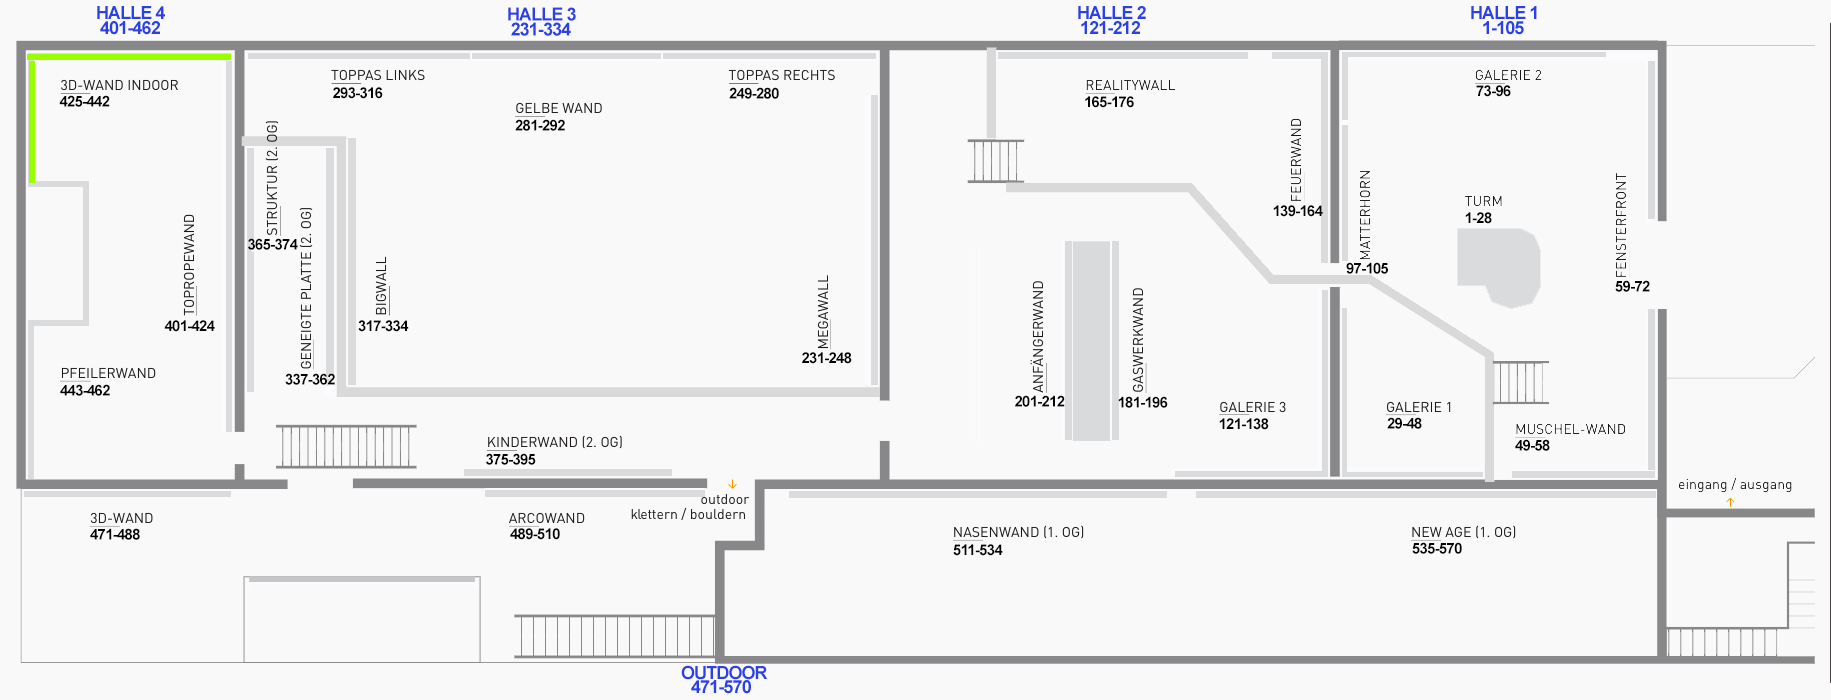 HALLE 4
401-462
HALLE 3
231-334
HALLE 2
121-212
HALLE 1
1-105
3D-WAND INDOOR
425-442
TOPROPEWAND
401-424
PFEILERWAND
443-462
TOPPAS LINKS
293-316
GELBE WAND
281-292
TOPPAS RECHTS
249-280
STRUKTUR (2. OG)
365-374
GENEIGTE PLATTE (2. OG)
337-362
BIGWALL
317-334
MEGAWALL
231-248
KINDERWAND (2. OG)
375-395
REALITYWALL
165-176
FEUERWAND
139-164
ANFÄNGERWAND
201-212
GASWERKWAND
181-196
GALERIE 3
121-138
GALERIE 2
73-96
MATTERHORN
97-105
TURM
1-28
FENSTERFRONT
59-72
GALERIE 1
29-48
MUSCHEL-WAND
49-58
eingang / ausgang
3D-WAND
471-488
ARCOWAND
489-510
outdoor
klettern / bouldern
NASENWAND (1. OG)
511-534
NEW AGE (1. OG)
535-570
OUTDOOR
471-570